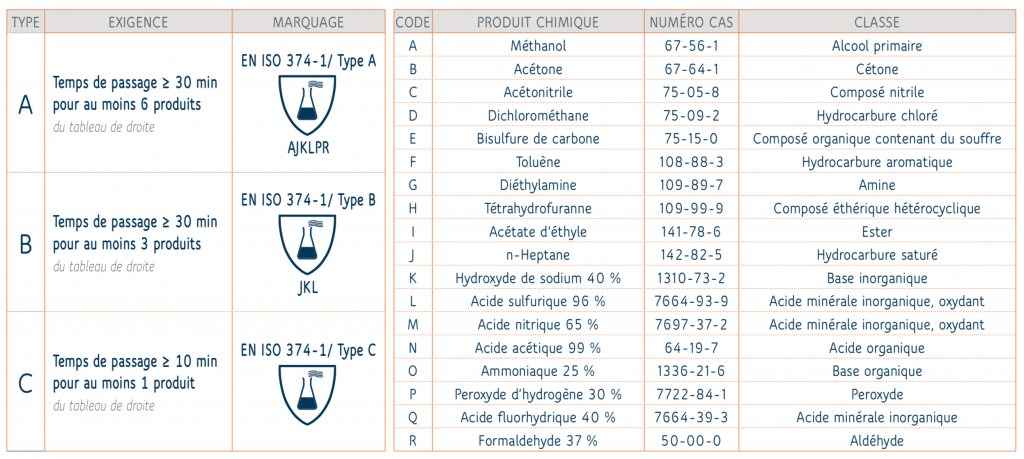 TYPE EXIGENCE MARQUAGE
A
Temps de passage ≥ 30 min
pour au moins 6 produits
du tableau de droite
EN ISO 374-1/ Type A
AJKLPR
B
Temps de passage ≥ 30 min
pour au moins 3 produits
du tableau de droite
EN ISO 374-1/ Type B
JKL
C
Temps de passage ≥ 10 min
pour au moins 1 produit
du tableau de droite
EN ISO 374-1/ Type C
CODE PRODUIT CHIMIQUE NUMÉRO CAS CLASSE
A Méthanol 67-56-1 Alcool primaire
B Acétone 67-64-1 Cétone
C Acétonitrile 75-05-8 Composé nitrile
D Dichlorométhane 75-09-2 Hydrocarbure chloré
E Bisulfure de carbone 75-15-0 Composé organique contenant du souffre
F Toluène 108-88-3 Hydrocarbure aromatique
G Diéthylamine 109-89-7 Amine
H Tétrahydrofuranne 109-99-9 Composé éthérique hétérocyclique
I Acétate d'éthyle 141-78-6 Ester
J n-Heptane 142-82-5 Hydrocarbure saturé
K Hydroxyde de sodium 40 % 1310-73-2 Base inorganique
L Acide sulfurique 96 % 7664-93-9 Acide minérale inorganique, oxydant
M Acide nitrique 65 % 7697-37-2 Acide minérale inorganique, oxydant
N Acide acétique 99 % 64-19-7 Acide organique
O Ammoniaque 25 % 1336-21-6 Base organique
P Peroxyde d'hydrogène 30 % 7722-84-1 Peroxyde
Q Acide fluorhydrique 40 % 7664-39-3 Acide minérale inorganique
R Formaldehyde 37 % 50-00-0 Aldéhyde